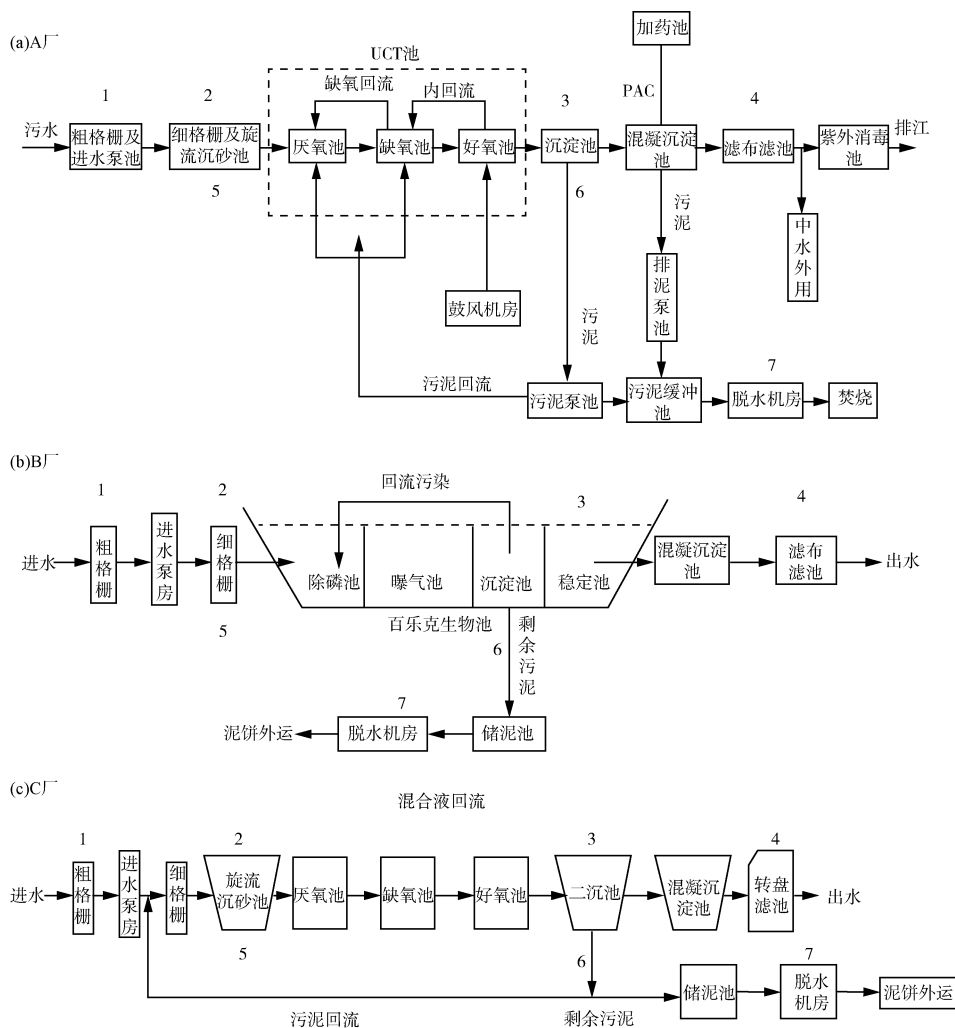 (a)A厂
加药池
UCT池
缺氧回流
内回流
PAC
1
2
3
4
污水
粗格栅及
进水泵池
细格栅及旋
流沉砂池
厌氧池
缺氧池
好氧池
沉淀池
混凝沉淀
池
滤布滤池
紫外消毒
池
排江
5
6
污泥
中水外用
排泥泵池
鼓风机房
污泥
7
污泥回流
污泥泵池
污泥缓冲
池
脱水机房
焚烧
(b)B厂
1
2
回流污染
3
4
进水
粗格栅
进水泵房
细格栅
除磷池
曝气池
沉淀池
稳定池
混凝沉淀
池
滤布
滤池
出水
5
百乐克生物池
6
剩余污泥
7
泥饼外运
脱水机房
储泥池
(c)C厂
混合液回流
1
2
3
4
进水
粗格栅
进水泵房
细格栅
旋流
沉砂池
厌氧池
缺氧池
好氧池
二沉池
混凝沉
淀池
转盘
滤池
出水
5
6
7
储泥池
脱水
机房
泥饼外运
污泥回流
剩余污泥